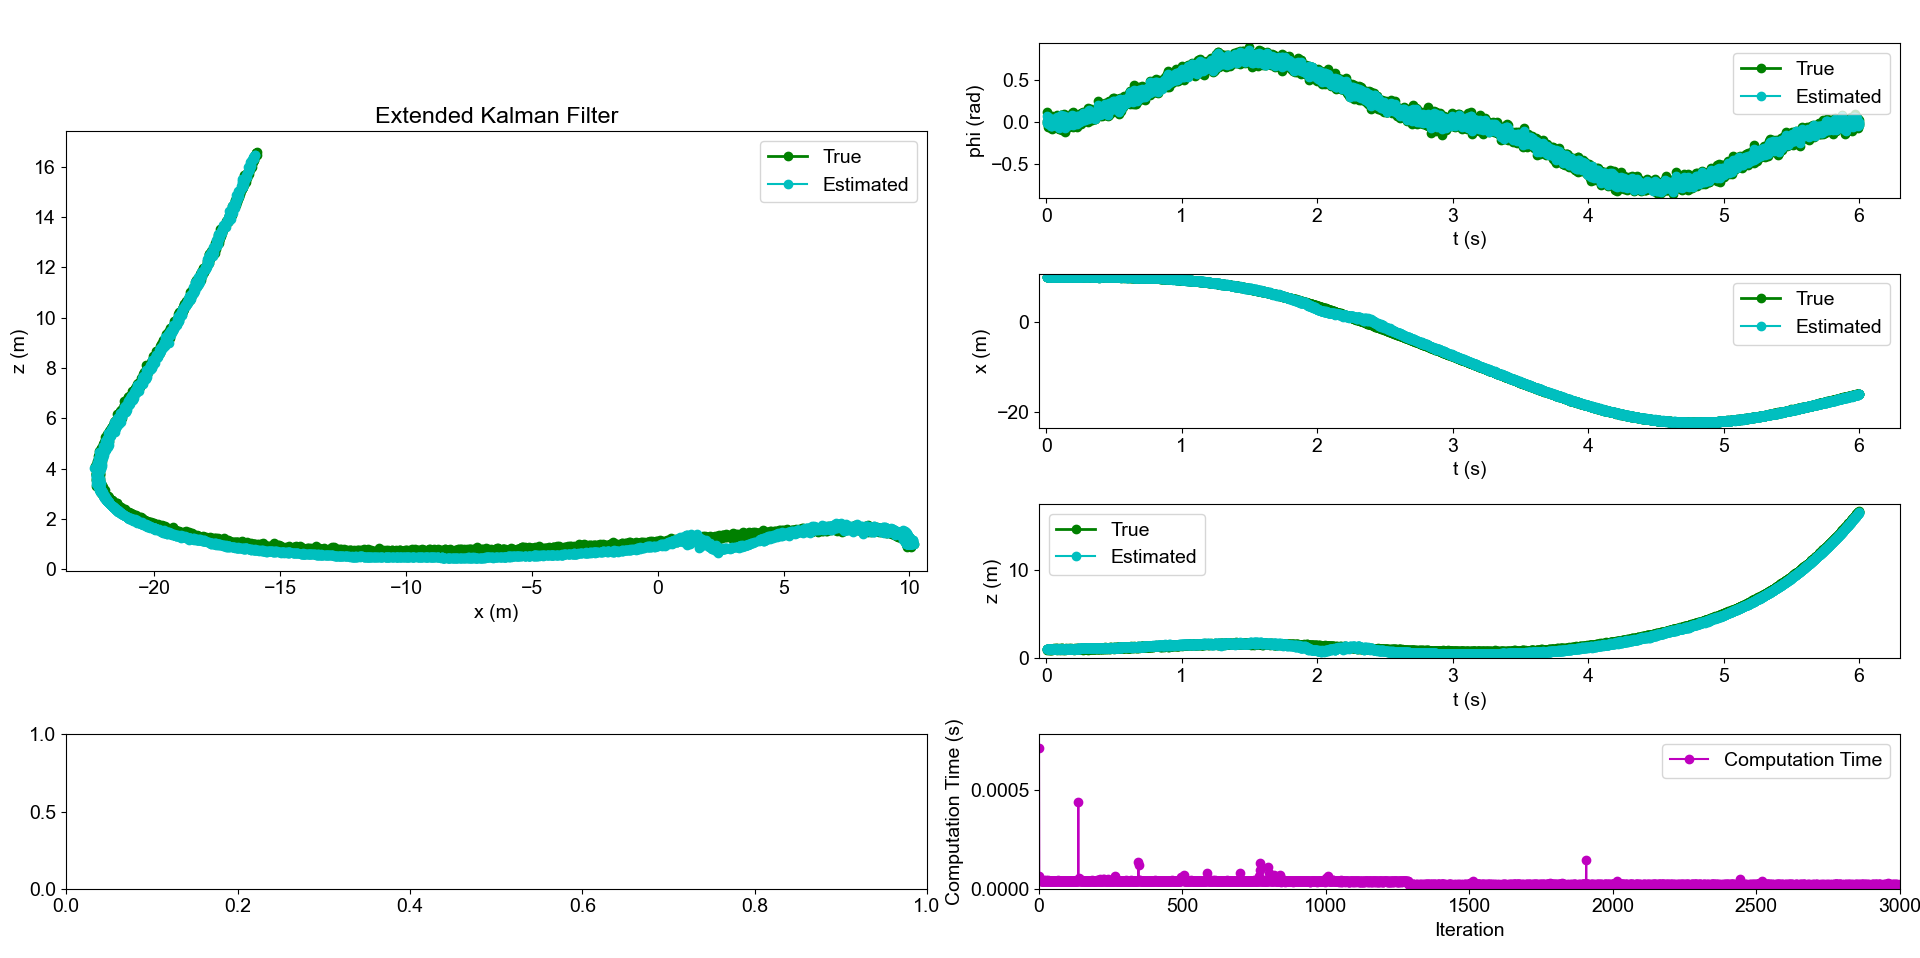 Extended Kalman Filter
True
Estimated
16
14
12
10
8
6
4
2
0
z (m)
−20 −15 −10 −5 0 5 10
x (m)
1.0
0.5
0.0
0.0 0.2 0.4 0.6 0.8 1.0
True
Estimated
0.5
0.0
−0.5
phi (rad)
0 1 2 3 4 5 6
t (s)
True
Estimated
0
−20
x (m)
0 1 2 3 4 5 6
t (s)
True
Estimated
10
0
z (m)
0 1 2 3 4 5 6
t (s)
Computation Time
0.0005
0.0000
Computation Time (s)
0 500 1000 1500 2000 2500 3000
Iteration